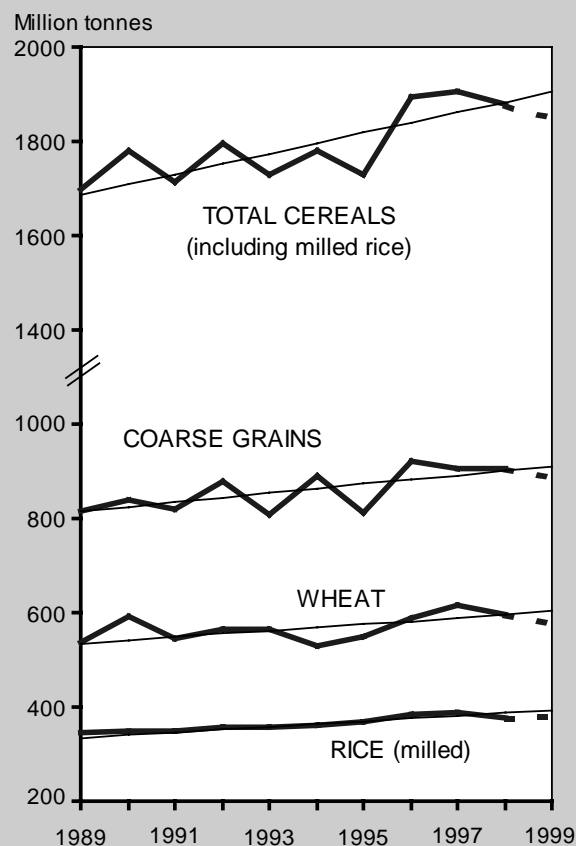 Million tonnes
2000
1800
TOTAL CEREALS
(including milled rice)
1600
1400
1000
COARSE GRAINS
800
WHEAT
600
400
RICE (milled)
200
1989 1991 1993 1995 1997 1999